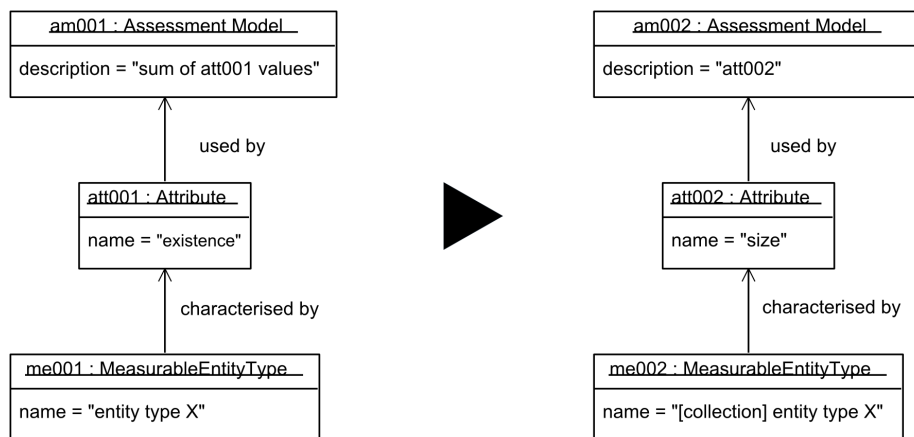 am001 : Assessment Model
description = "sum of att001 values"
used by
att001 : Attribute
name = "existence"
characterised by
me001 : MeasurableEntityType
name = "entity type X"
am002 : Assessment Model
description = "att002"
used by
att002 : Attribute
name = "size"
characterised by
me002 : MeasurableEntityType
name = "[collection] entity type X"